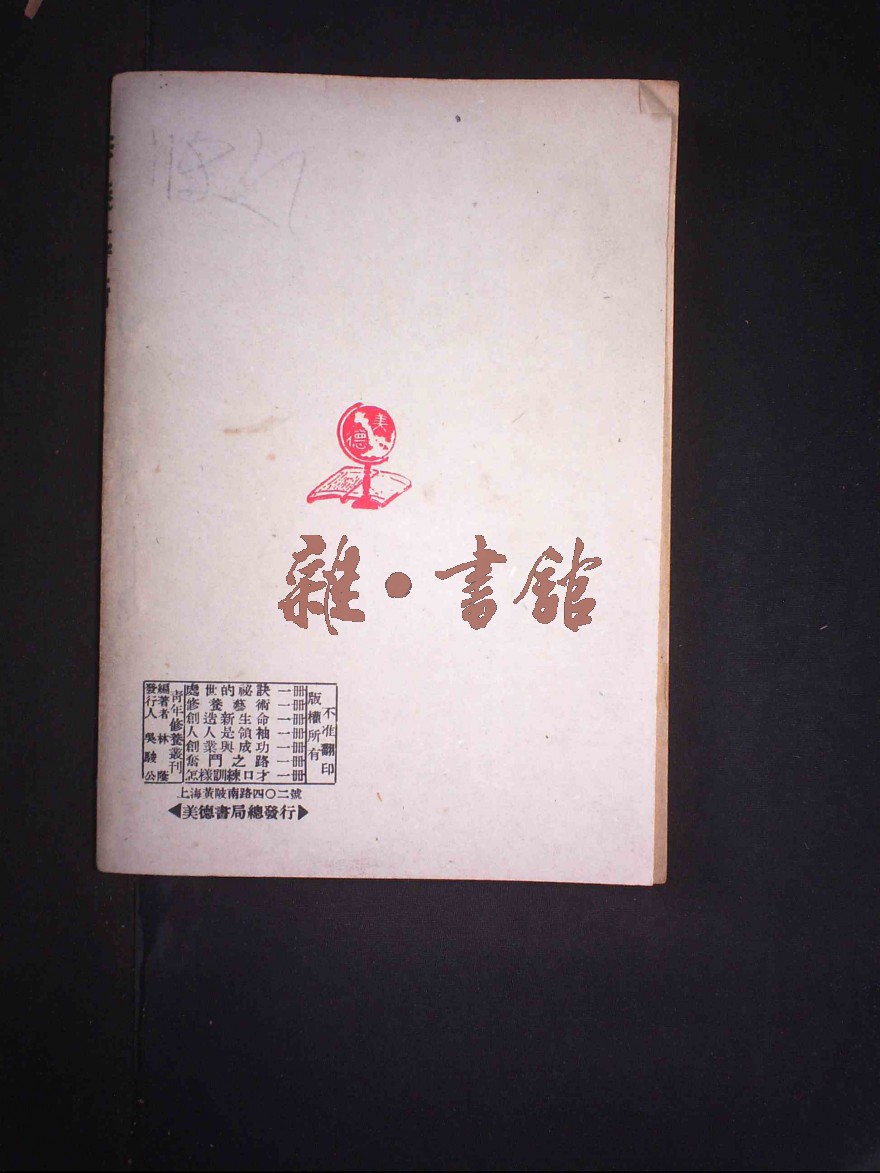 美德
雜·書館
不准翻印
版權所有
處世的祕訣一冊
修養藝術一冊
創造新生命一冊
人人是領袖一冊
創業與成功一冊
奮鬥之路一冊
怎樣訓練口才一冊
青年修養叢刊
編著者 林隆
發行人 吳駿公
上海黃陂南路四〇二號
美德書局總發行